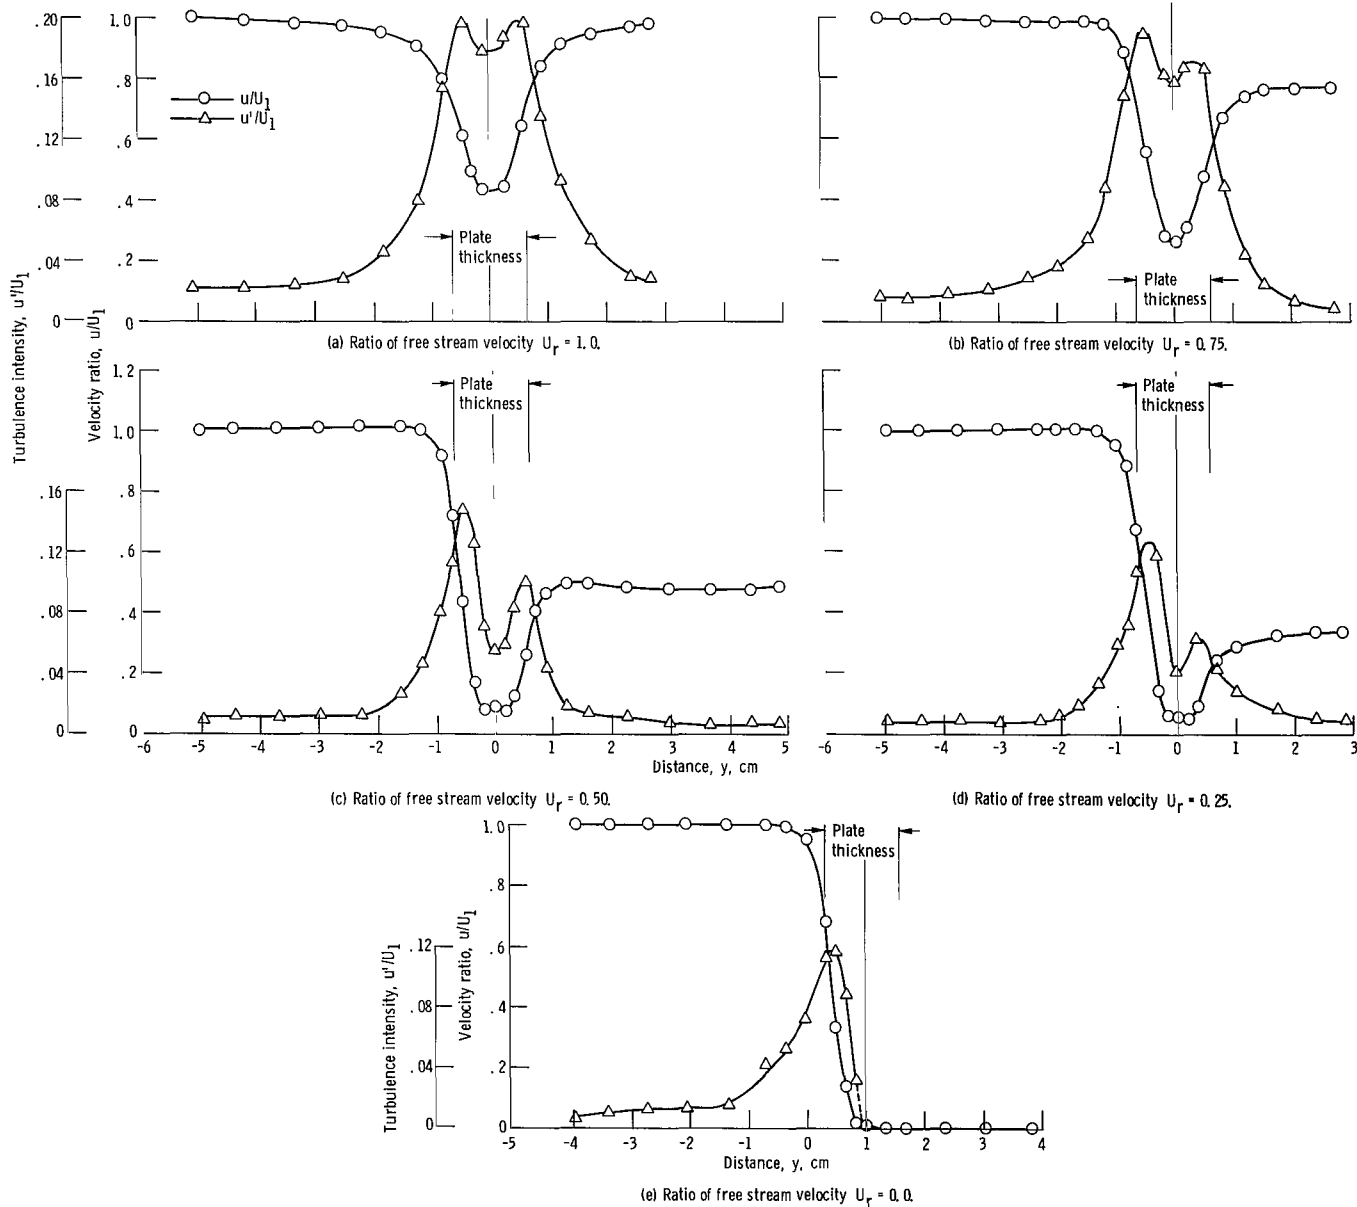 .20
.16
.12
.08
.04
0
1.0
.8
.6
.4
.2
0
u/U1
u'/U1
Plate
thickness
Plate
thickness
(a) Ratio of free stream velocity Ur = 1.0.
(b) Ratio of free stream velocity Ur = 0.75.
Turbulence intensity, u'/U1
Velocity ratio, u/U1
1.2
1.0
.8
.6
.4
.2
0
.16
.12
.08
.04
0
Plate
thickness
Plate
thickness
-6 -5 -4 -3 -2 -1 0 1 2 3 4 5
Distance, y, cm
-6 -5 -4 -3 -2 -1 0 1 2 3
(c) Ratio of free stream velocity Ur = 0.50.
(d) Ratio of free stream velocity Ur = 0.25.
Turbulence intensity, u'/U1
.12
.08
.04
0
Velocity ratio, u/U1
1.0
.8
.6
.4
.2
0
Plate
thickness
-5 -4 -3 -2 -1 0 1 2 3 4
Distance, y, cm
(e) Ratio of free stream velocity Ur = 0.0.